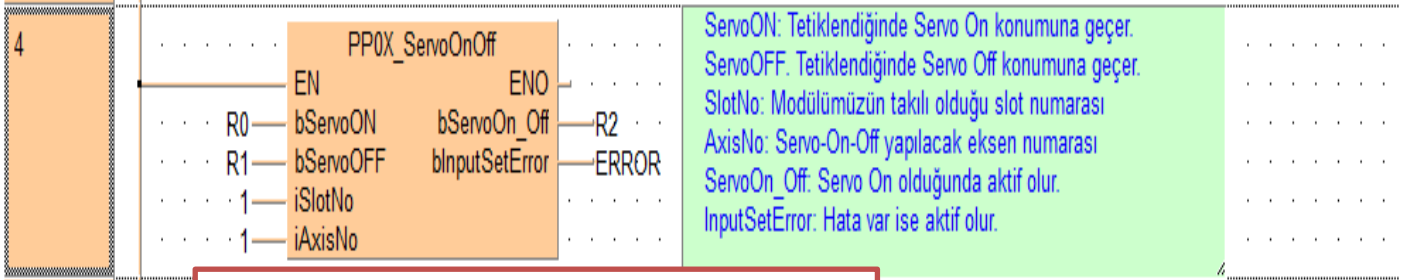 4
PP0X_ServoOnOff
EN ENO
R0 bServoON bServoOn_Off R2
R1 bServoOFF bInputSetError ERROR
1 iSlotNo
1 iAxisNo
ServoON: Tetiklendiğinde Servo On konumuna geçer.
ServoOFF. Tetiklendiğinde Servo Off konumuna geçer.
SlotNo: Modülümüzün takılı olduğu slot numarası
AxisNo: Servo-On-Off yapılacak eksen numarası
ServoOn_Off: Servo On olduğunda aktif olur.
InputSetError: Hata var ise aktif olur.